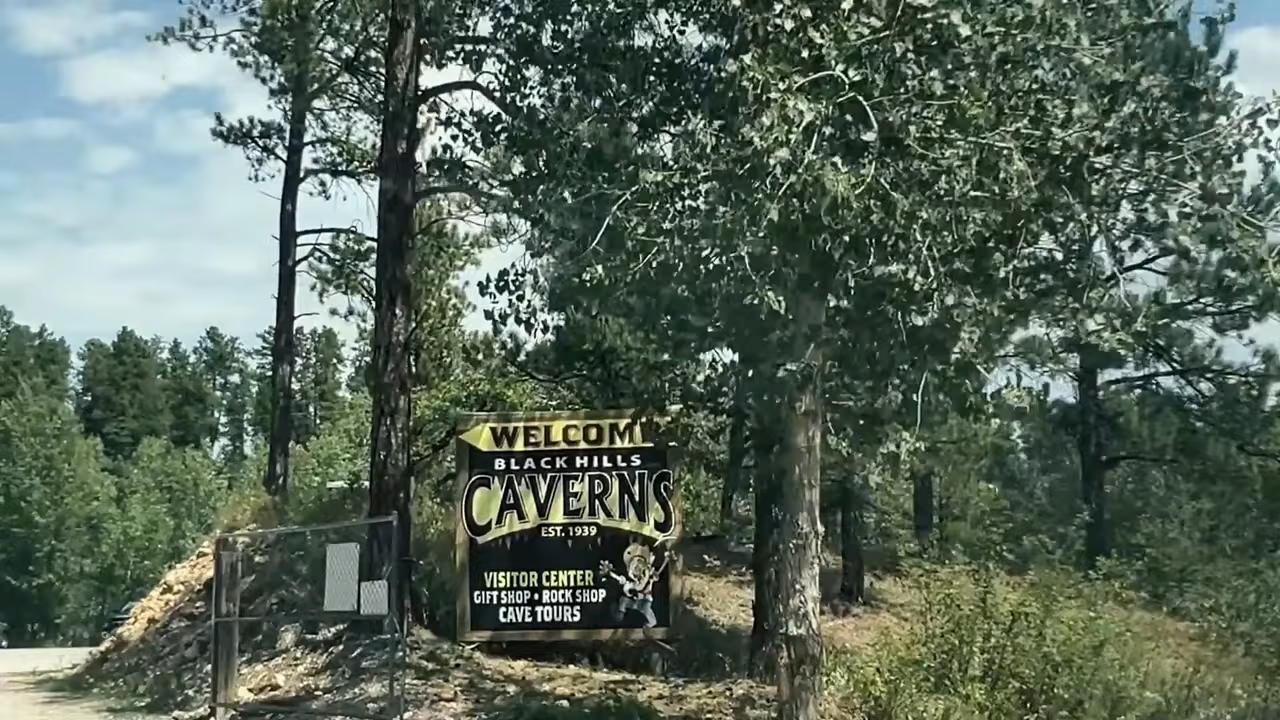 WELCOME
BLACK HILLS
CAVERNS
EST. 1939
VISITOR CENTER
GIFT SHOP • ROCK SHOP
CAVE TOURS